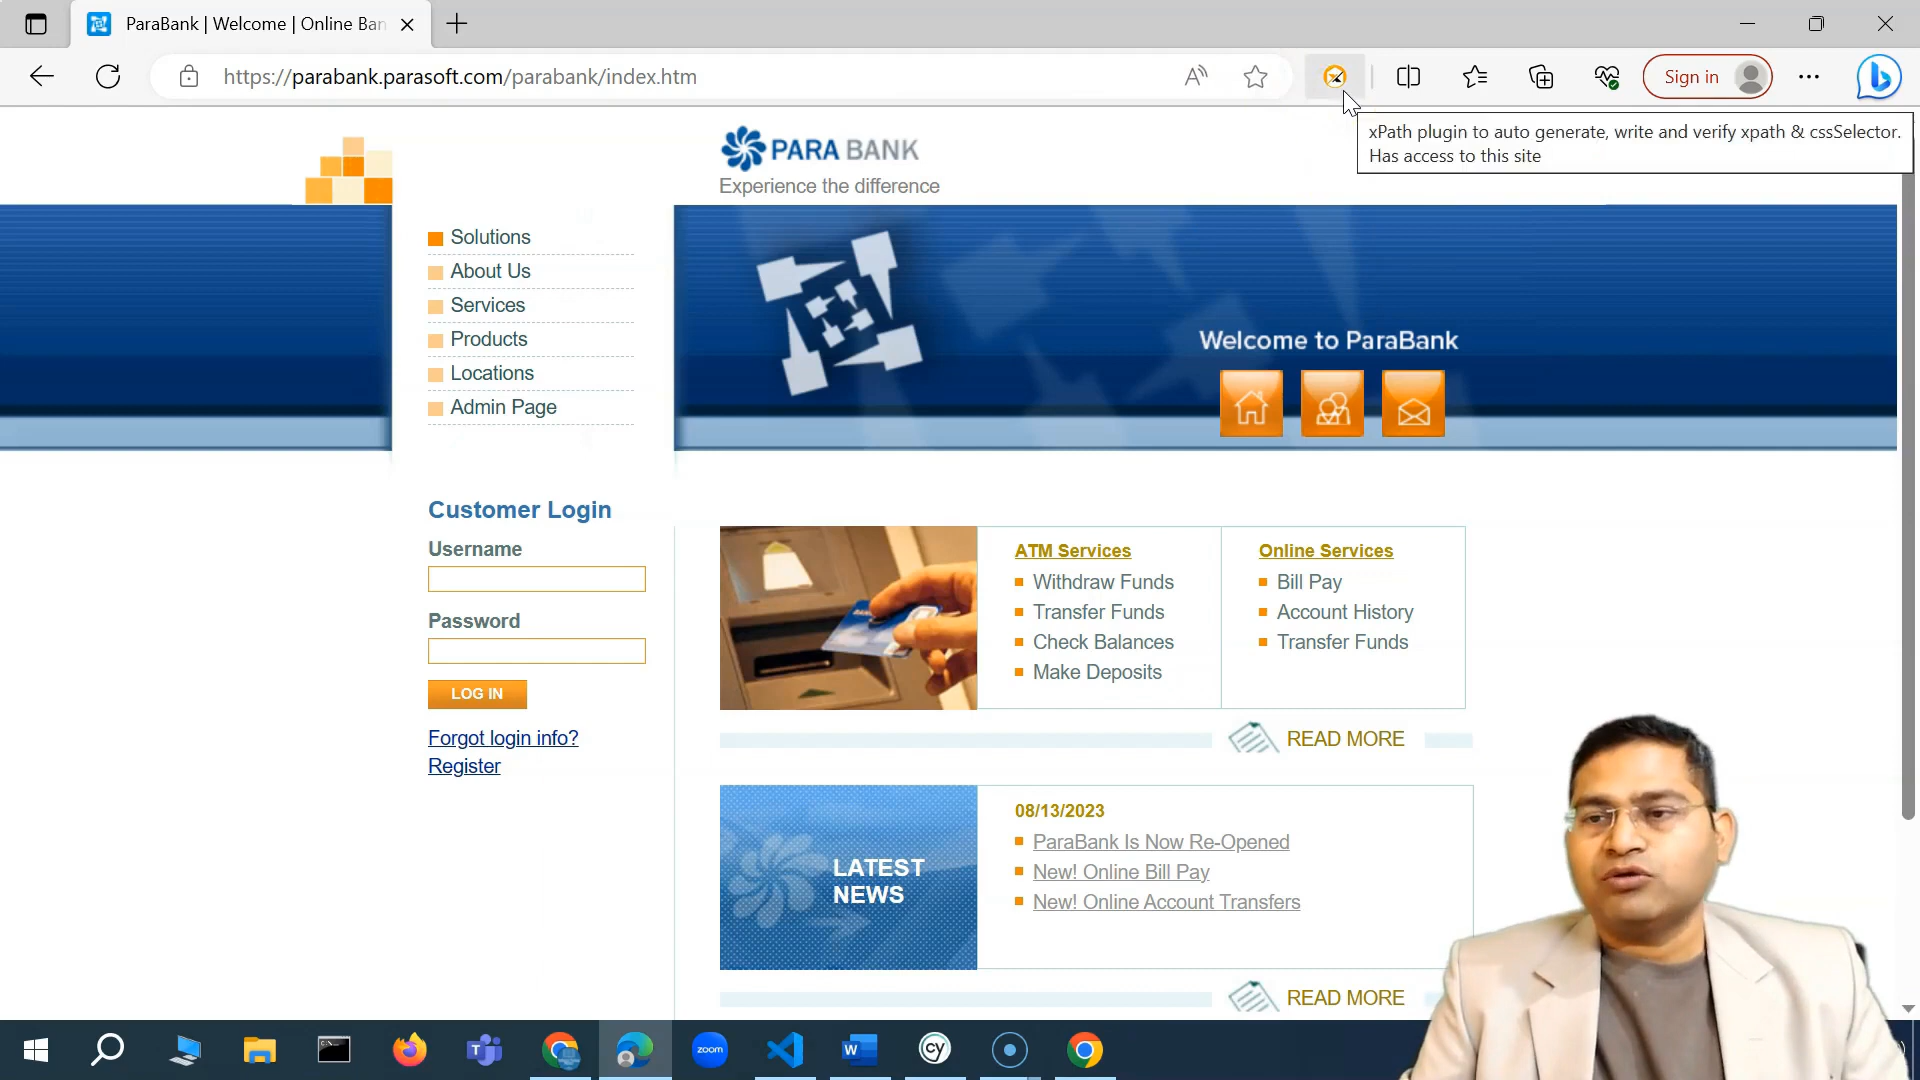 ParaBank | Welcome | Online Ban
https://parabank.parasoft.com/parabank/index.htm
Sign in
xPath plugin to auto generate, write and verify xpath & cssSelector.
Has access to this site
PARA BANK
Experience the difference
Solutions
About Us
Services
Products
Locations
Admin Page
Welcome to ParaBank
Customer Login
Username
Password
LOG IN
Forgot login info?
Register
ATM Services
Withdraw Funds
Transfer Funds
Check Balances
Make Deposits
Online Services
Bill Pay
Account History
Transfer Funds
READ MORE
LATEST
NEWS
08/13/2023
ParaBank Is Now Re-Opened
New! Online Bill Pay
New! Online Account Transfers
READ MORE
zoom
W
cy